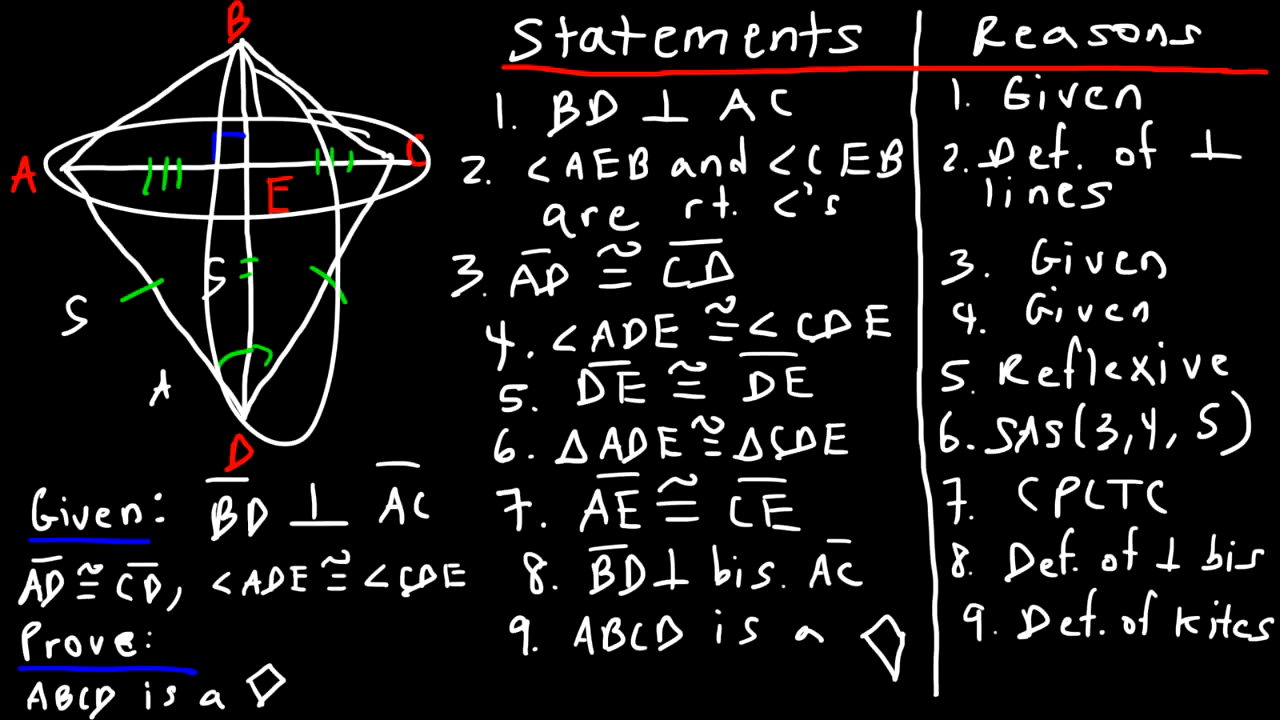 B
A
C
E
S
S
A
D
Given: BD ⊥ AC
AD ≅ CD, <ADE ≅ <CDE
Prove:
ABCD is a ◇
Statements
1. BD ⊥ AC
2. <AEB and <CEB
are rt. <'s
3. AD ≅ CD
4. <ADE ≅ <CDE
5. DE ≅ DE
6. △ADE ≅ △CDE
7. AE ≅ CE
8. BD ⊥ bis. AC
9. ABCD is a ◇
Reasons
1. Given
2. Def. of ⊥
lines
3. Given
4. Given
5. Reflexive
6. SAS(3,4,5)
7. CPCTC
8. Def. of ⊥ bis
9. Def. of kites